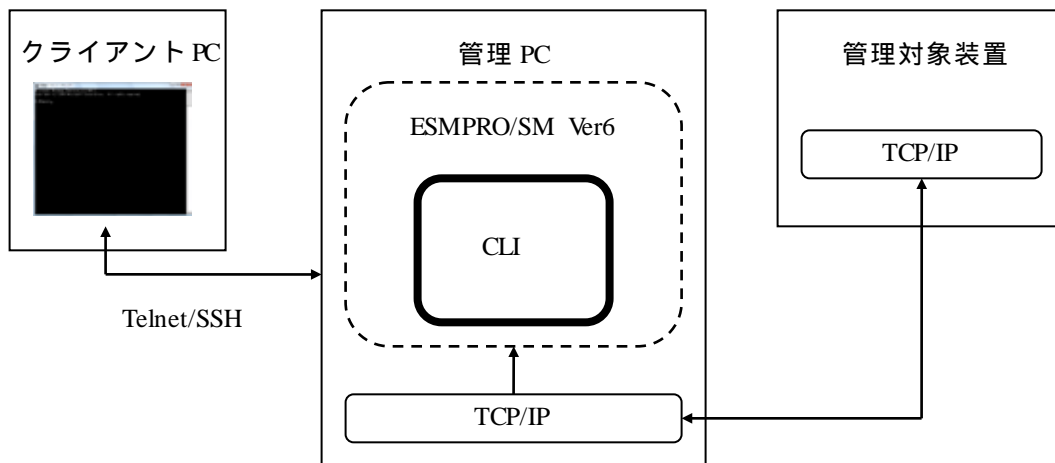 クライアント PC
Telnet/SSH
管理 PC
ESMPRO/SM Ver6
CLI
TCP/IP
管理対象装置
TCP/IP